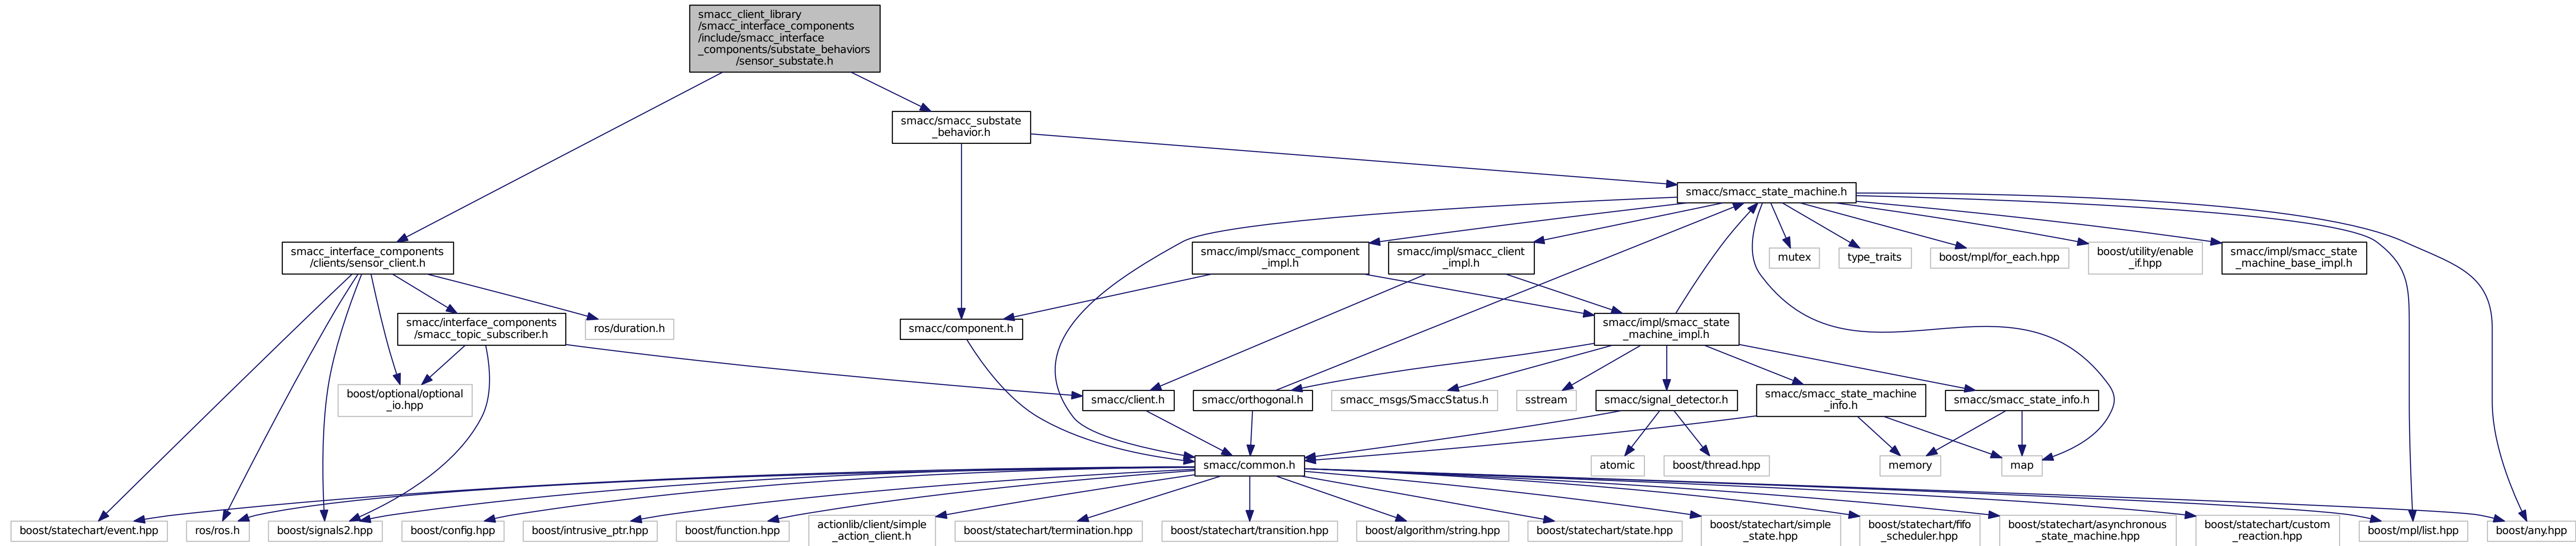 smacc_client_library
/smacc_interface_components
/include/smacc_interface
_components/substate_behaviors
/sensor_substate.h
smacc/smacc_substate
_behavior.h
smacc/smacc_state_machine.h
smacc_interface_components
/clients/sensor_client.h
smacc/impl/smacc_component
_impl.h
smacc/impl/smacc_client
_impl.h
mutex
type_traits
boost/mpl/for_each.hpp
boost/utility/enable
_if.hpp
smacc/impl/smacc_state
_machine_base_impl.h
smacc/interface_components
/smacc_topic_subscriber.h
ros/duration.h
smacc/component.h
smacc/impl/smacc_state
_machine_impl.h
boost/optional/optional
_io.hpp
smacc/client.h
smacc/orthogonal.h
smacc_msgs/SmaccStatus.h
sstream
smacc/signal_detector.h
smacc/smacc_state_machine
_info.h
smacc/smacc_state_info.h
smacc/common.h
atomic
boost/thread.hpp
memory
map
boost/statechart/event.hpp
ros/ros.h
boost/signals2.hpp
boost/config.hpp
boost/intrusive_ptr.hpp
boost/function.hpp
actionlib/client/simple
_action_client.h
boost/statechart/termination.hpp
boost/statechart/transition.hpp
boost/algorithm/string.hpp
boost/statechart/state.hpp
boost/statechart/simple
_state.hpp
boost/statechart/fifo
_scheduler.hpp
boost/statechart/asynchronous
_state_machine.hpp
boost/statechart/custom
_reaction.hpp
boost/mpl/list.hpp
boost/any.hpp